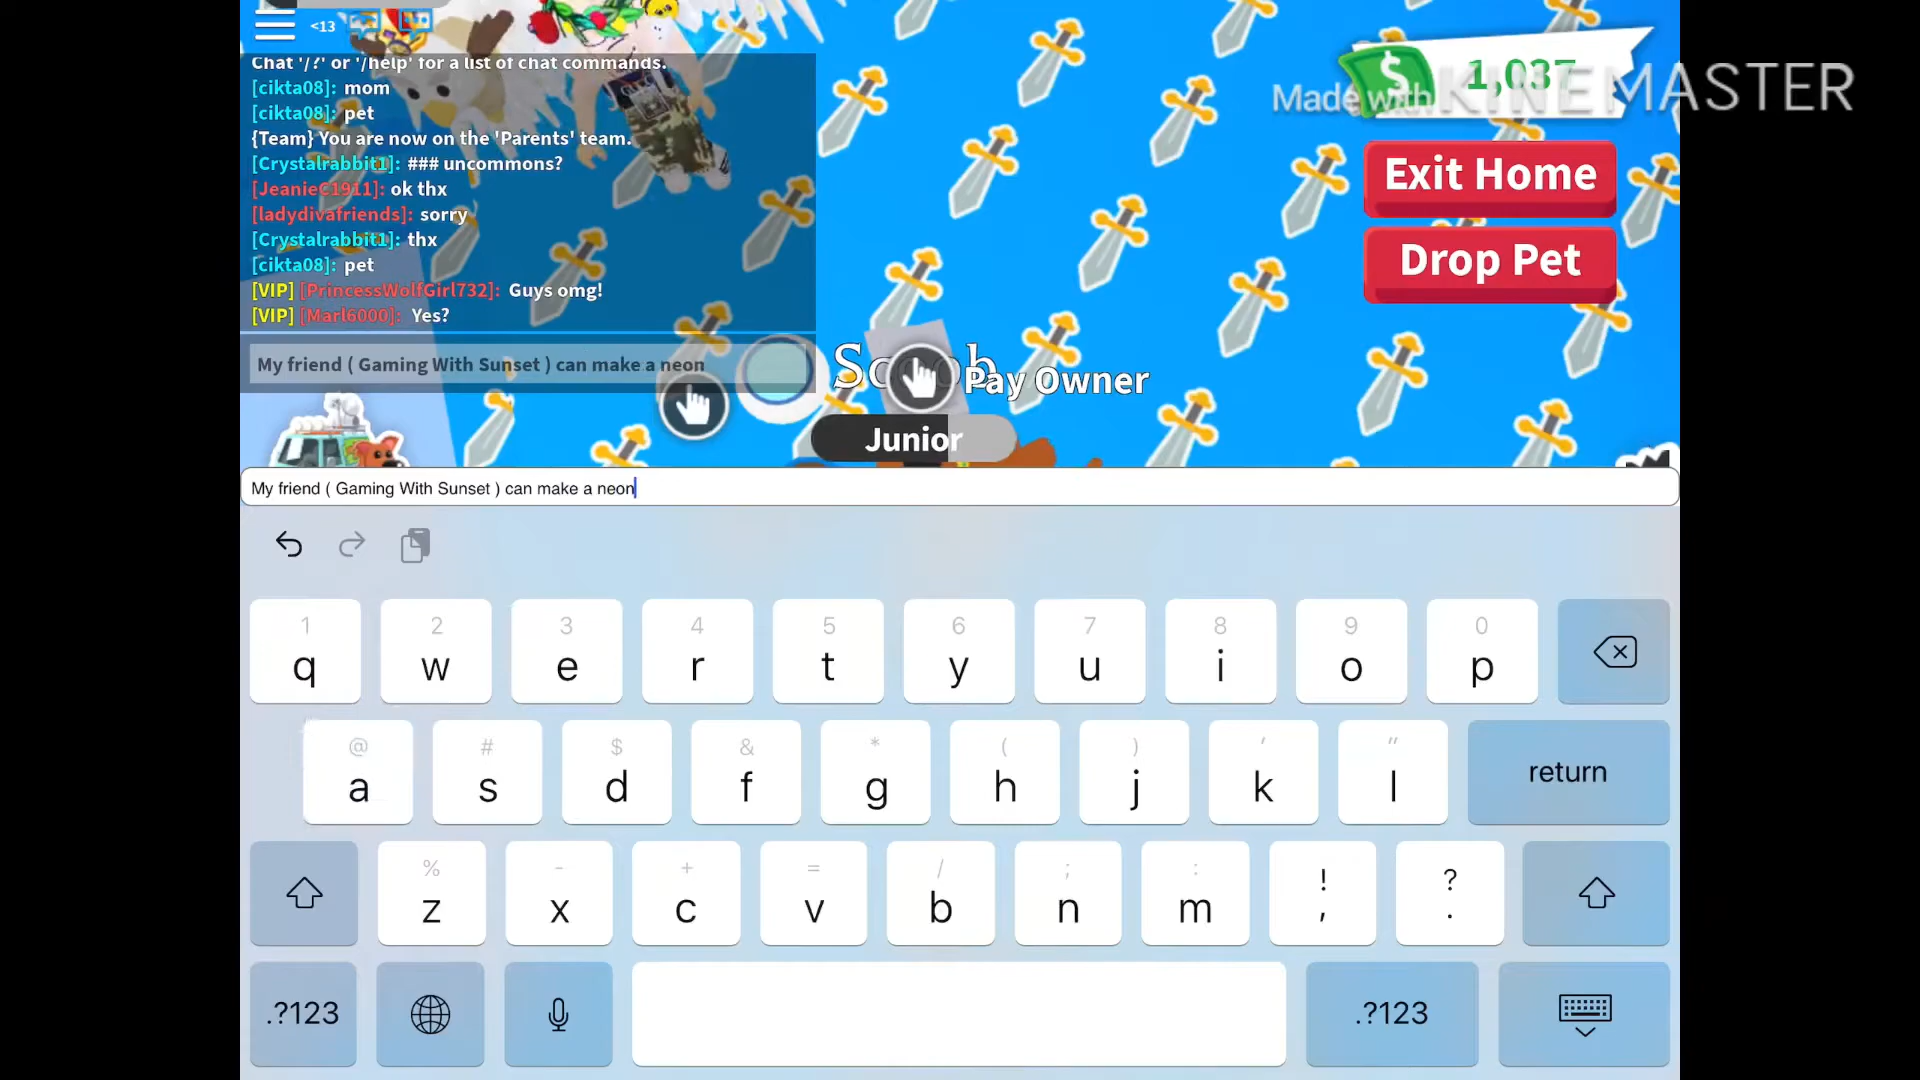 <13
Chat '/?' or '/help' for a list of chat commands.
[cikta08]: mom
[cikta08]: pet
{Team} You are now on the 'Parents' team.
[Crystalrabbit1]: ### uncommons?
[JeanieC1911]: ok thx
[ladydivafriends]: sorry
[Crystalrabbit1]: thx
[cikta08]: pet
[VIP] [PrincessWolfGirl732]: Guys omg!
[VIP] [Marl6000]: Yes?
My friend ( Gaming With Sunset ) can make a neon
1,037
Made with KINEMASTER
Exit Home
Drop Pet
Scoob
Pay Owner
Junior
My friend ( Gaming With Sunset ) can make a neon
1 2 3 4 5 6 7 8 9 0
q w e r t y u i o p
@ # $ & * ( ) ' "
a s d f g h j k l return
% - + = / ; : ! ?
z x c v b n m , .
.?123 .?123